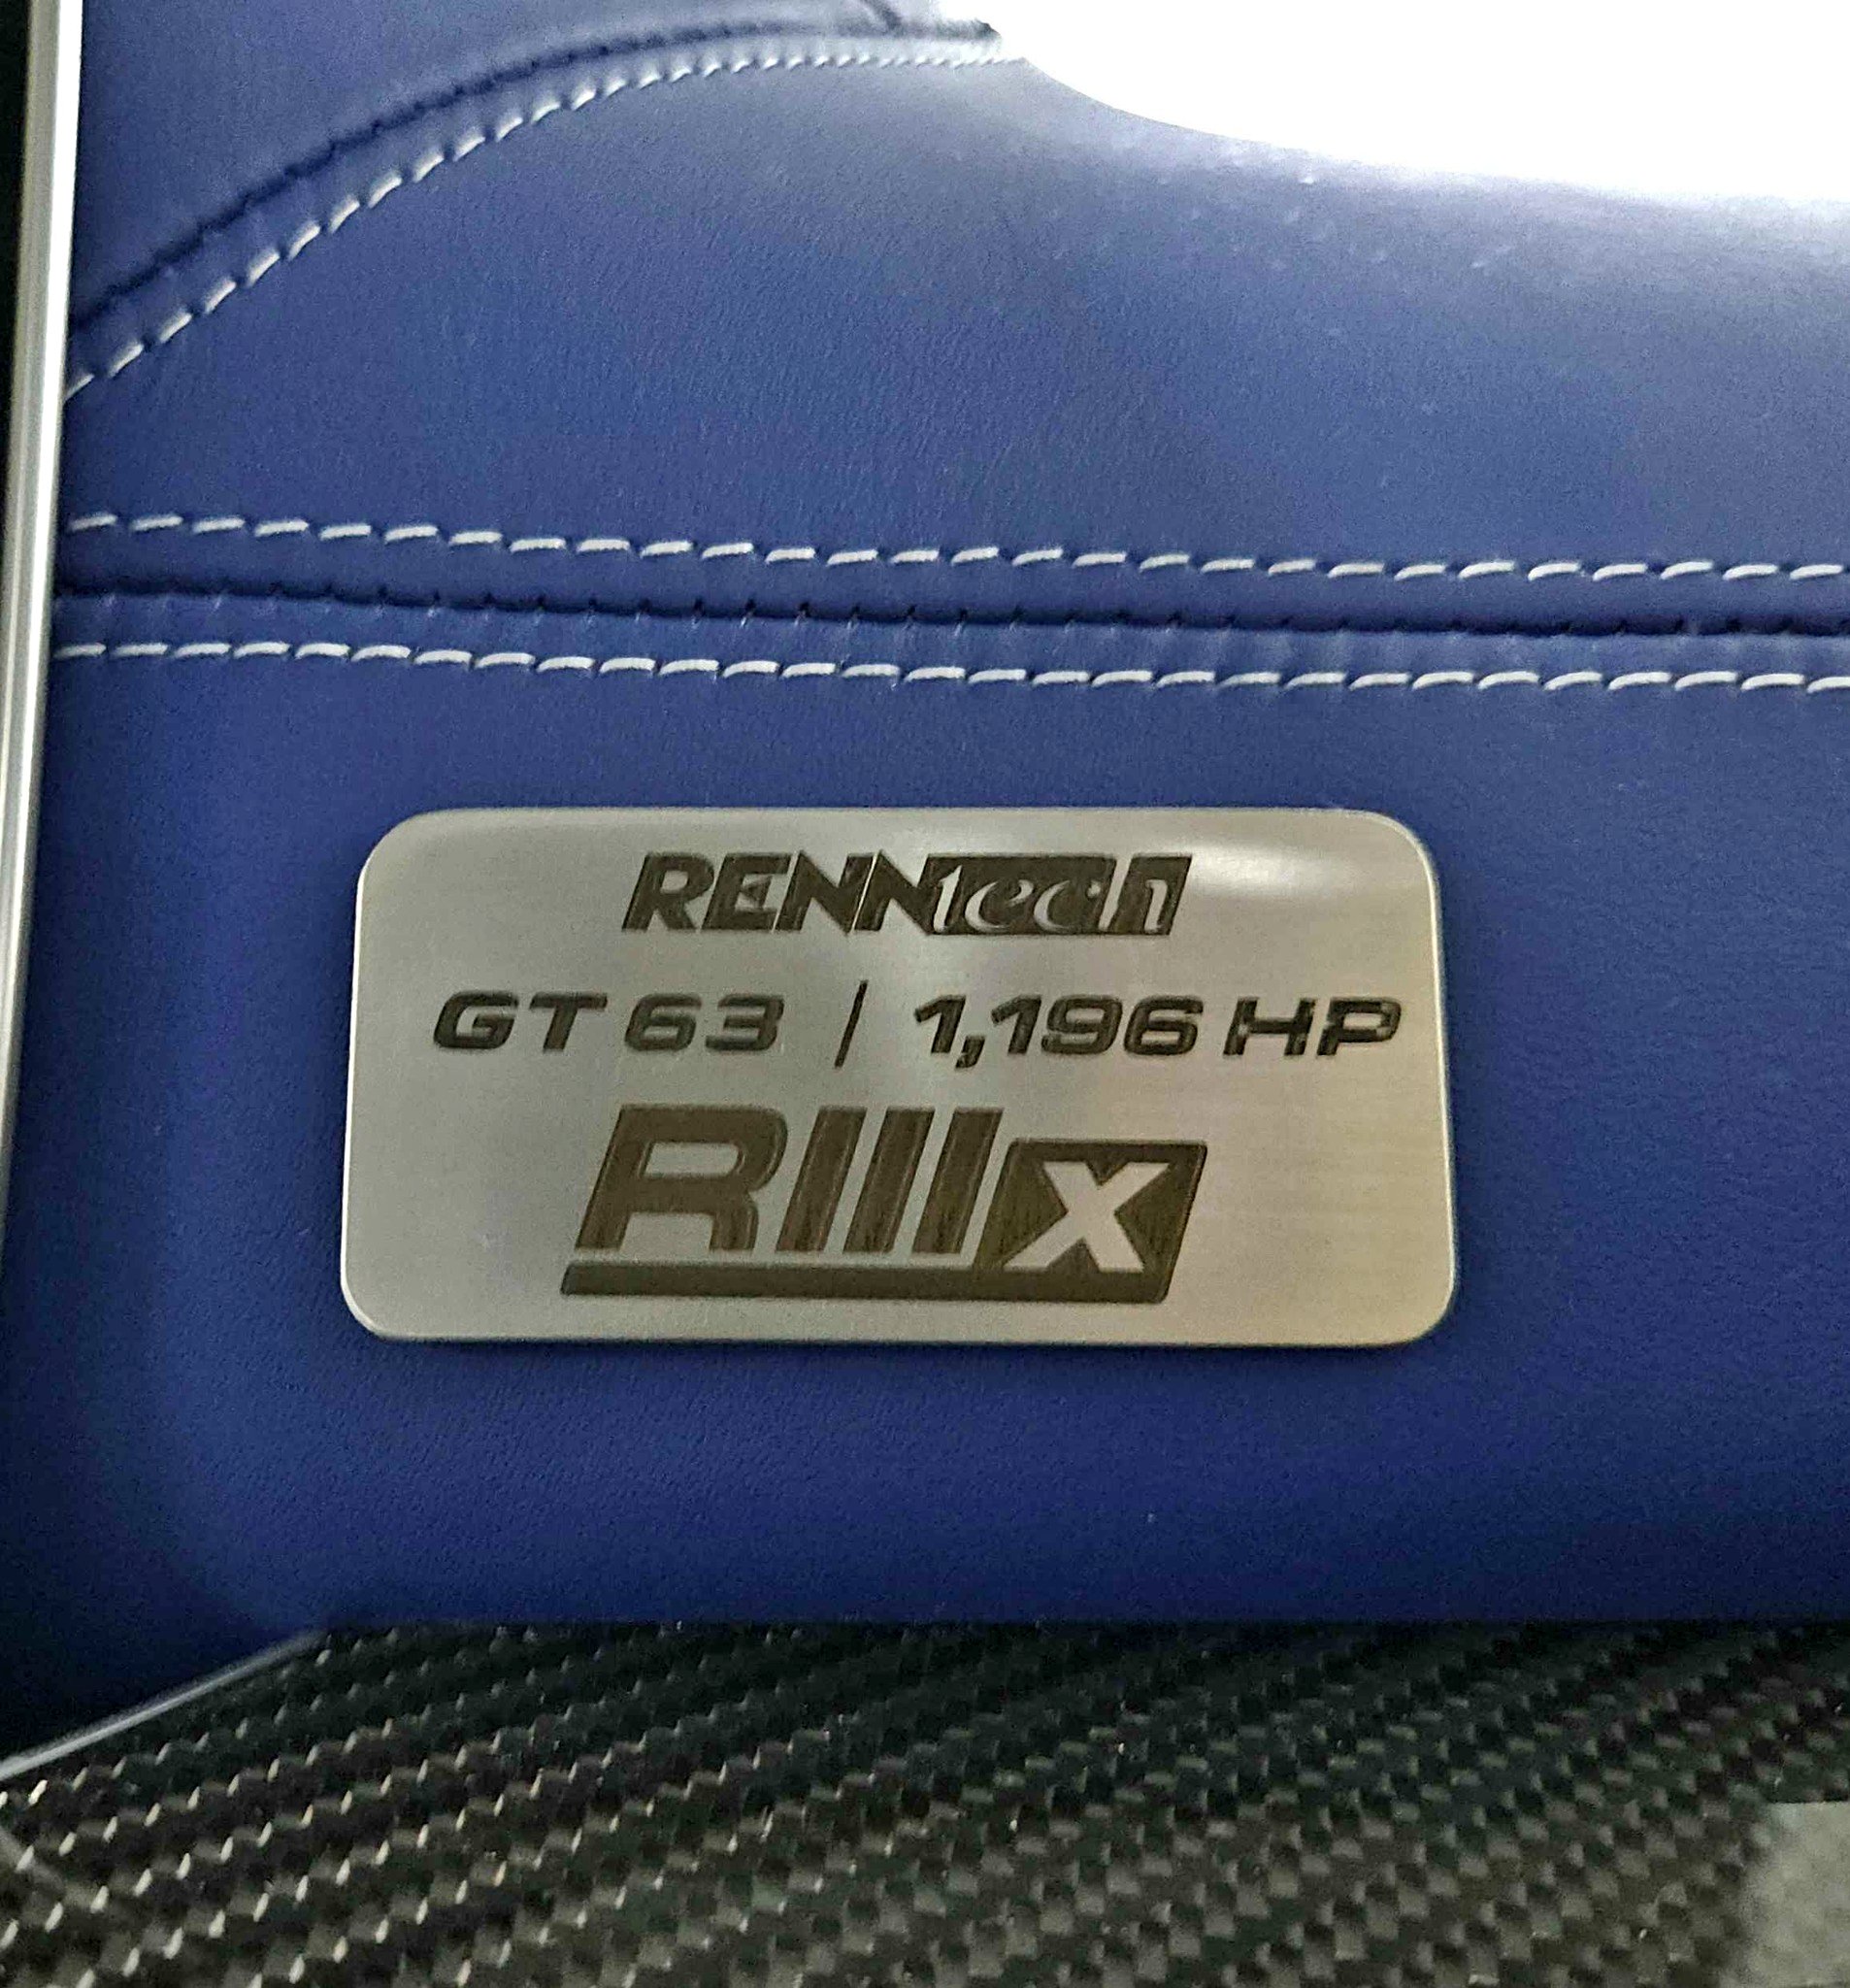 RENNtech
GT 63 / 1,196 HP
RIIIx